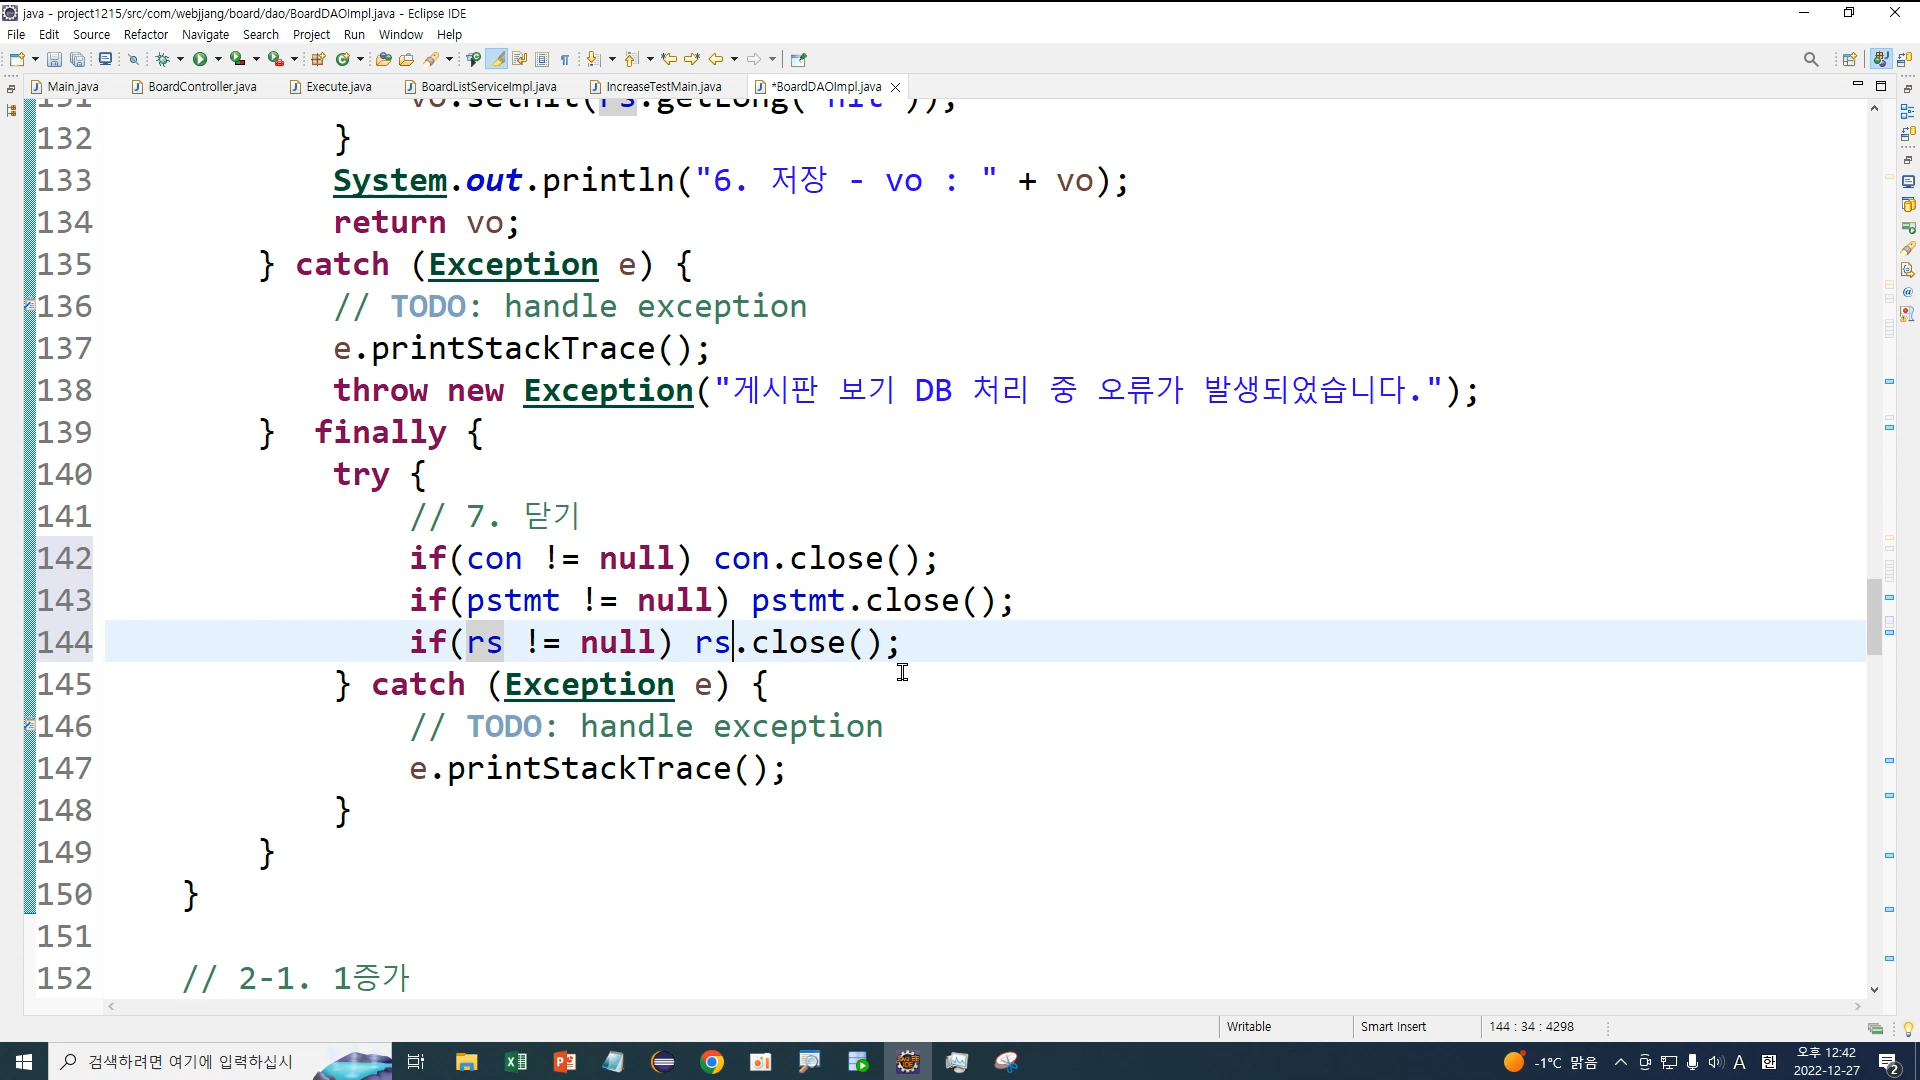 java - project1215/src/com/webjjang/board/dao/BoardDAOImpl.java - Eclipse IDE
File Edit Source Refactor Navigate Search Project Run Window Help
Main.java BoardController.java Execute.java BoardListServiceImpl.java IncreaseTestMain.java *BoardDAOImpl.java
131 vo.setHit(rs.getLong("hit"));
132 }
133 System.out.println("6. 저장 - vo : " + vo);
134 return vo;
135 } catch (Exception e) {
136 // TODO: handle exception
137 e.printStackTrace();
138 throw new Exception("게시판 보기 DB 처리 중 오류가 발생되었습니다.");
139 } finally {
140 try {
141 // 7. 닫기
142 if(con != null) con.close();
143 if(pstmt != null) pstmt.close();
144 if(rs != null) rs.close();
145 } catch (Exception e) {
146 // TODO: handle exception
147 e.printStackTrace();
148 }
149 }
150 }
151
152 // 2-1. 1증가
Writable Smart Insert 144 : 34 : 4298
검색하려면 여기에 입력하십시 -1°C 맑음 A 오후 12:42
2022-12-27 2